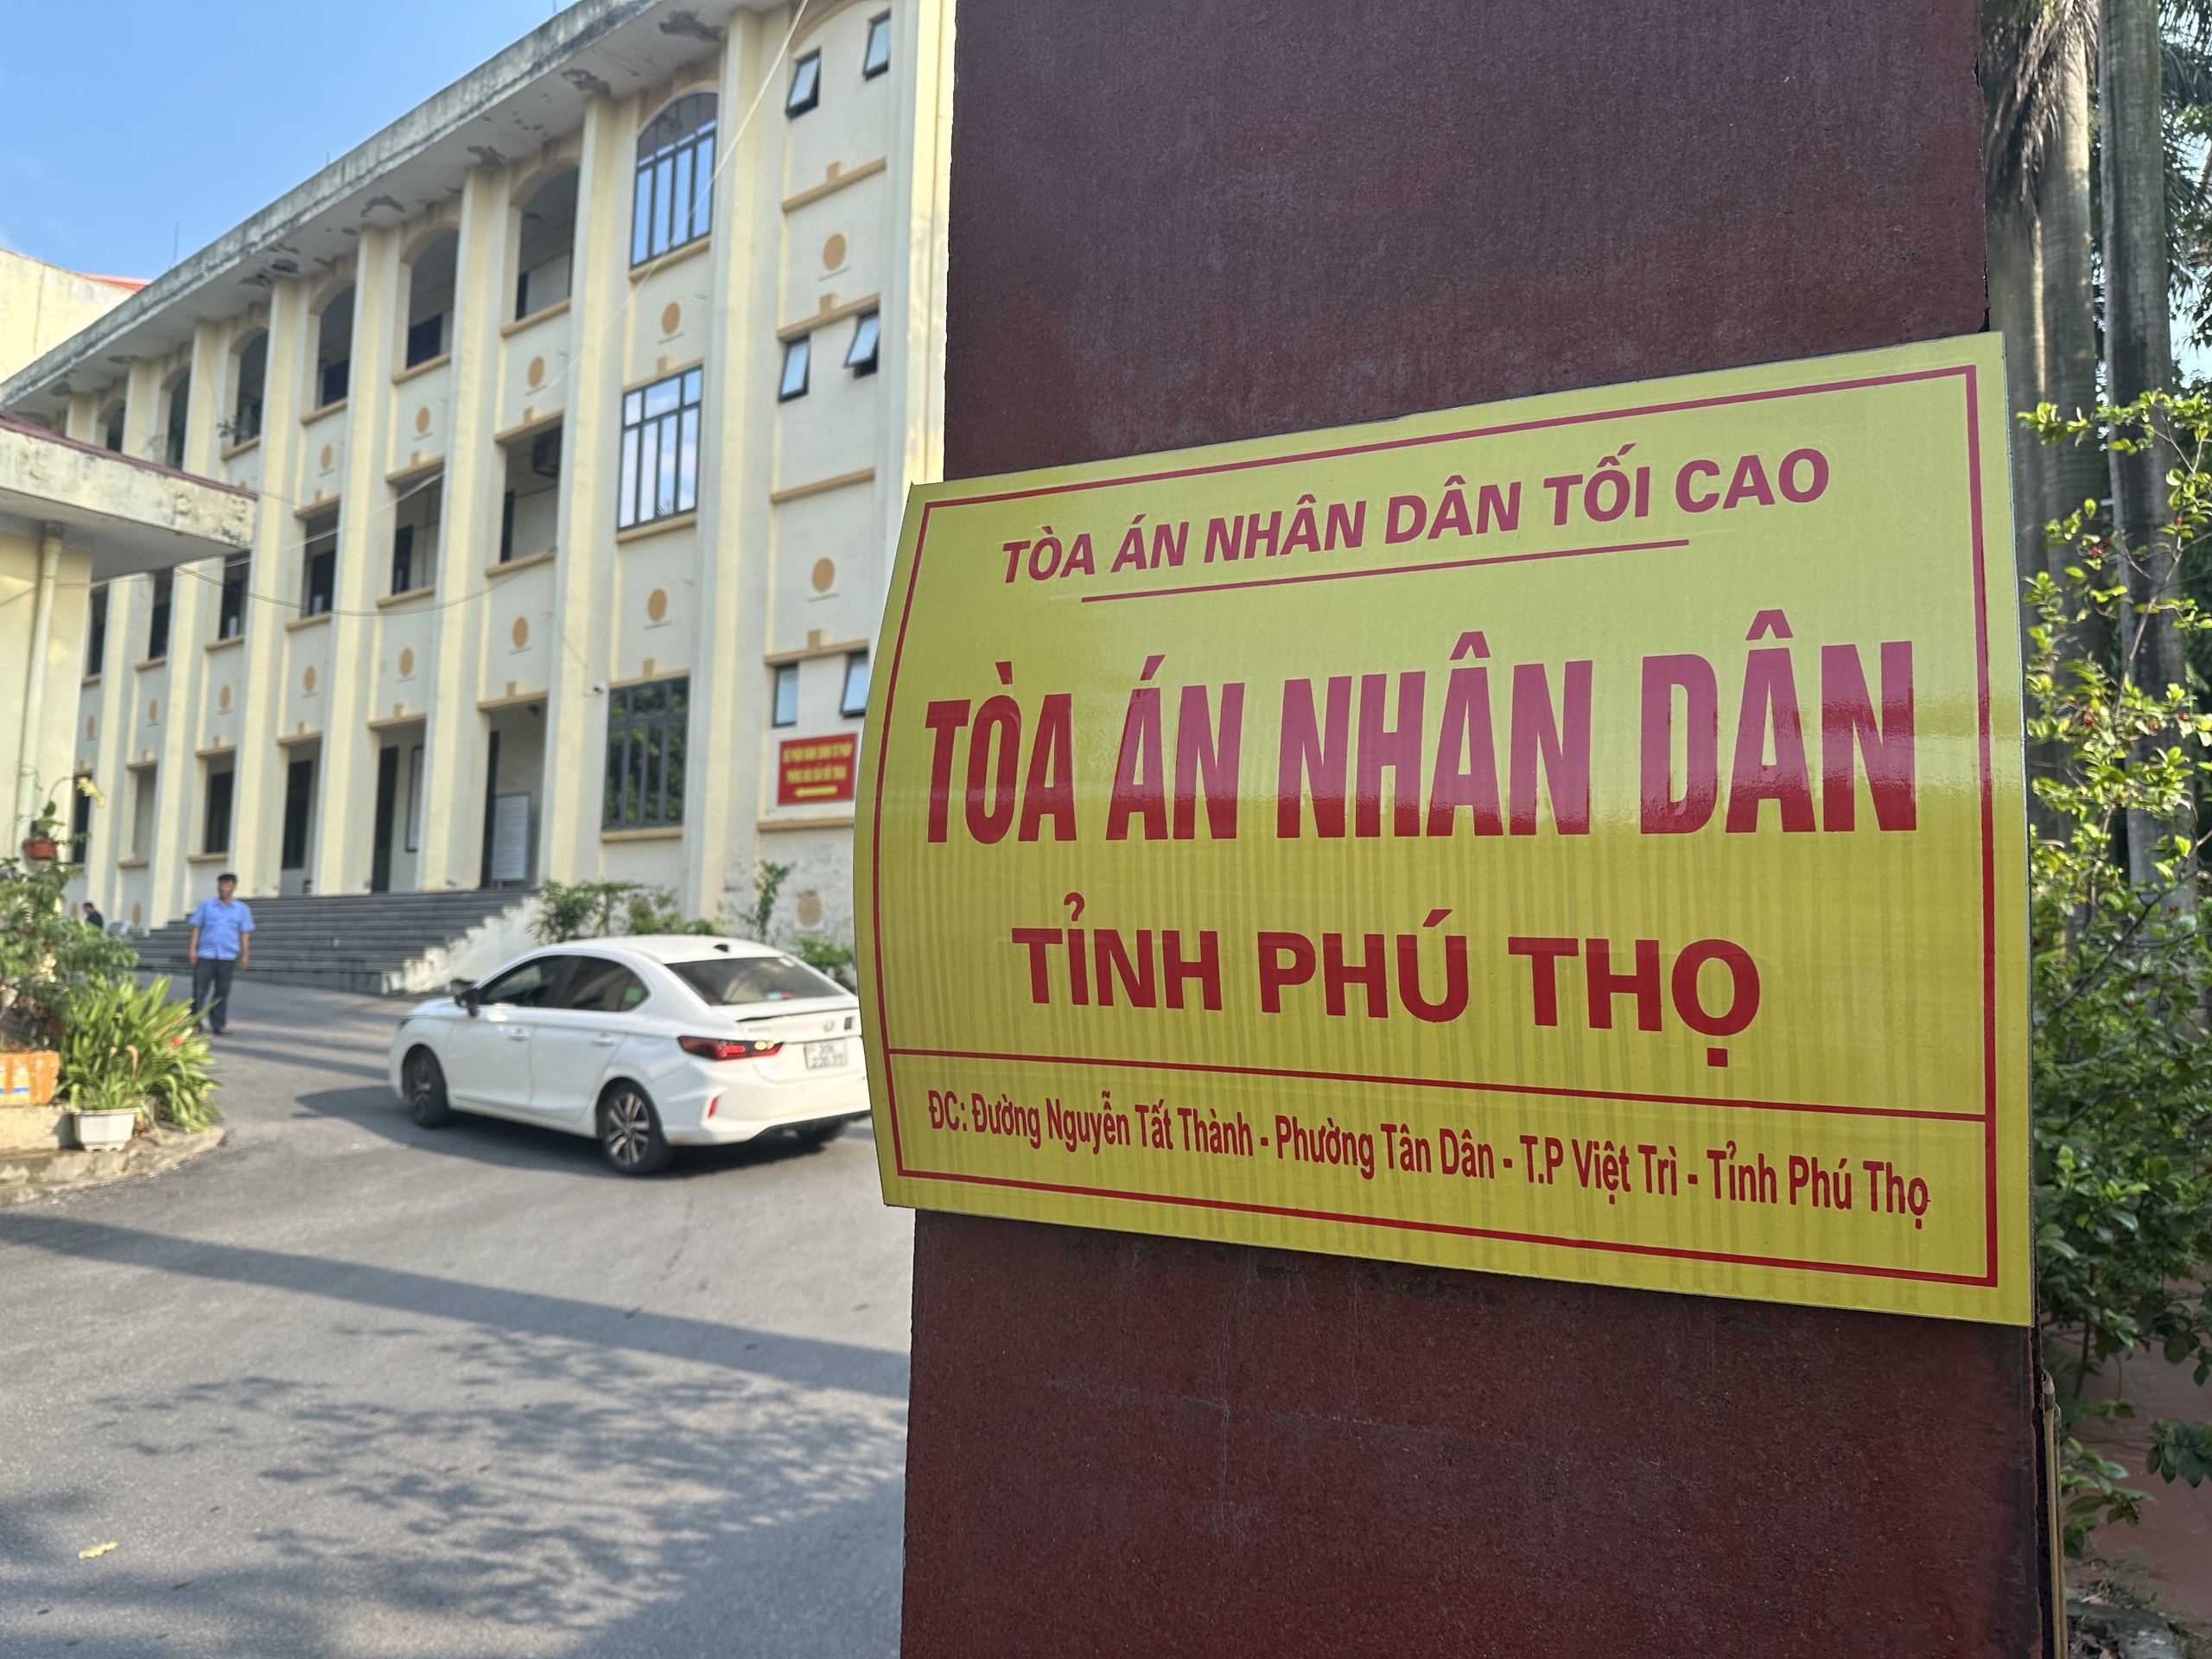 TÒA ÁN NHÂN DÂN TỐI CAO
TÒA ÁN NHÂN DÂN
TỈNH PHÚ THỌ
ĐC: Đường Nguyễn Tất Thành - Phường Tân Dân - T.P Việt Trì - Tỉnh Phú Thọ